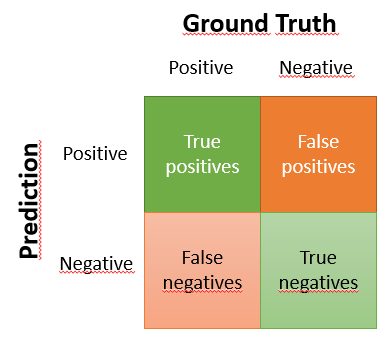 Ground Truth
Positive Negative
Prediction
Positive
True positives
False positives
Negative
False negatives
True negatives